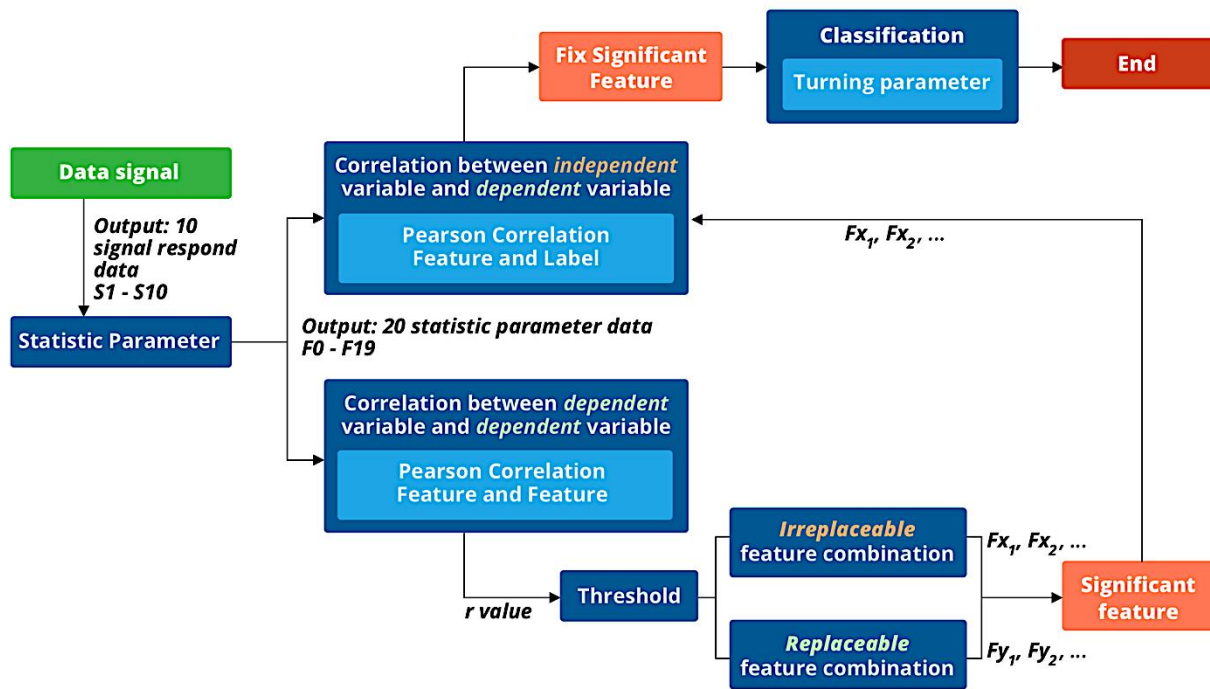 Fix Significant
Feature
Classification
Turning parameter
End
Data signal
Output: 10
signal respond
data
S1 - S10
Statistic Parameter
Correlation between independent
variable and dependent variable
Pearson Correlation
Feature and Label
Fx1, Fx2, ...
Output: 20 statistic parameter data
F0 - F19
Correlation between dependent
variable and dependent variable
Pearson Correlation
Feature and Feature
r value
Threshold
Irreplaceable
feature combination
Fx1, Fx2, ...
Replaceable
feature combination
Fy1, Fy2, ...
Significant
feature